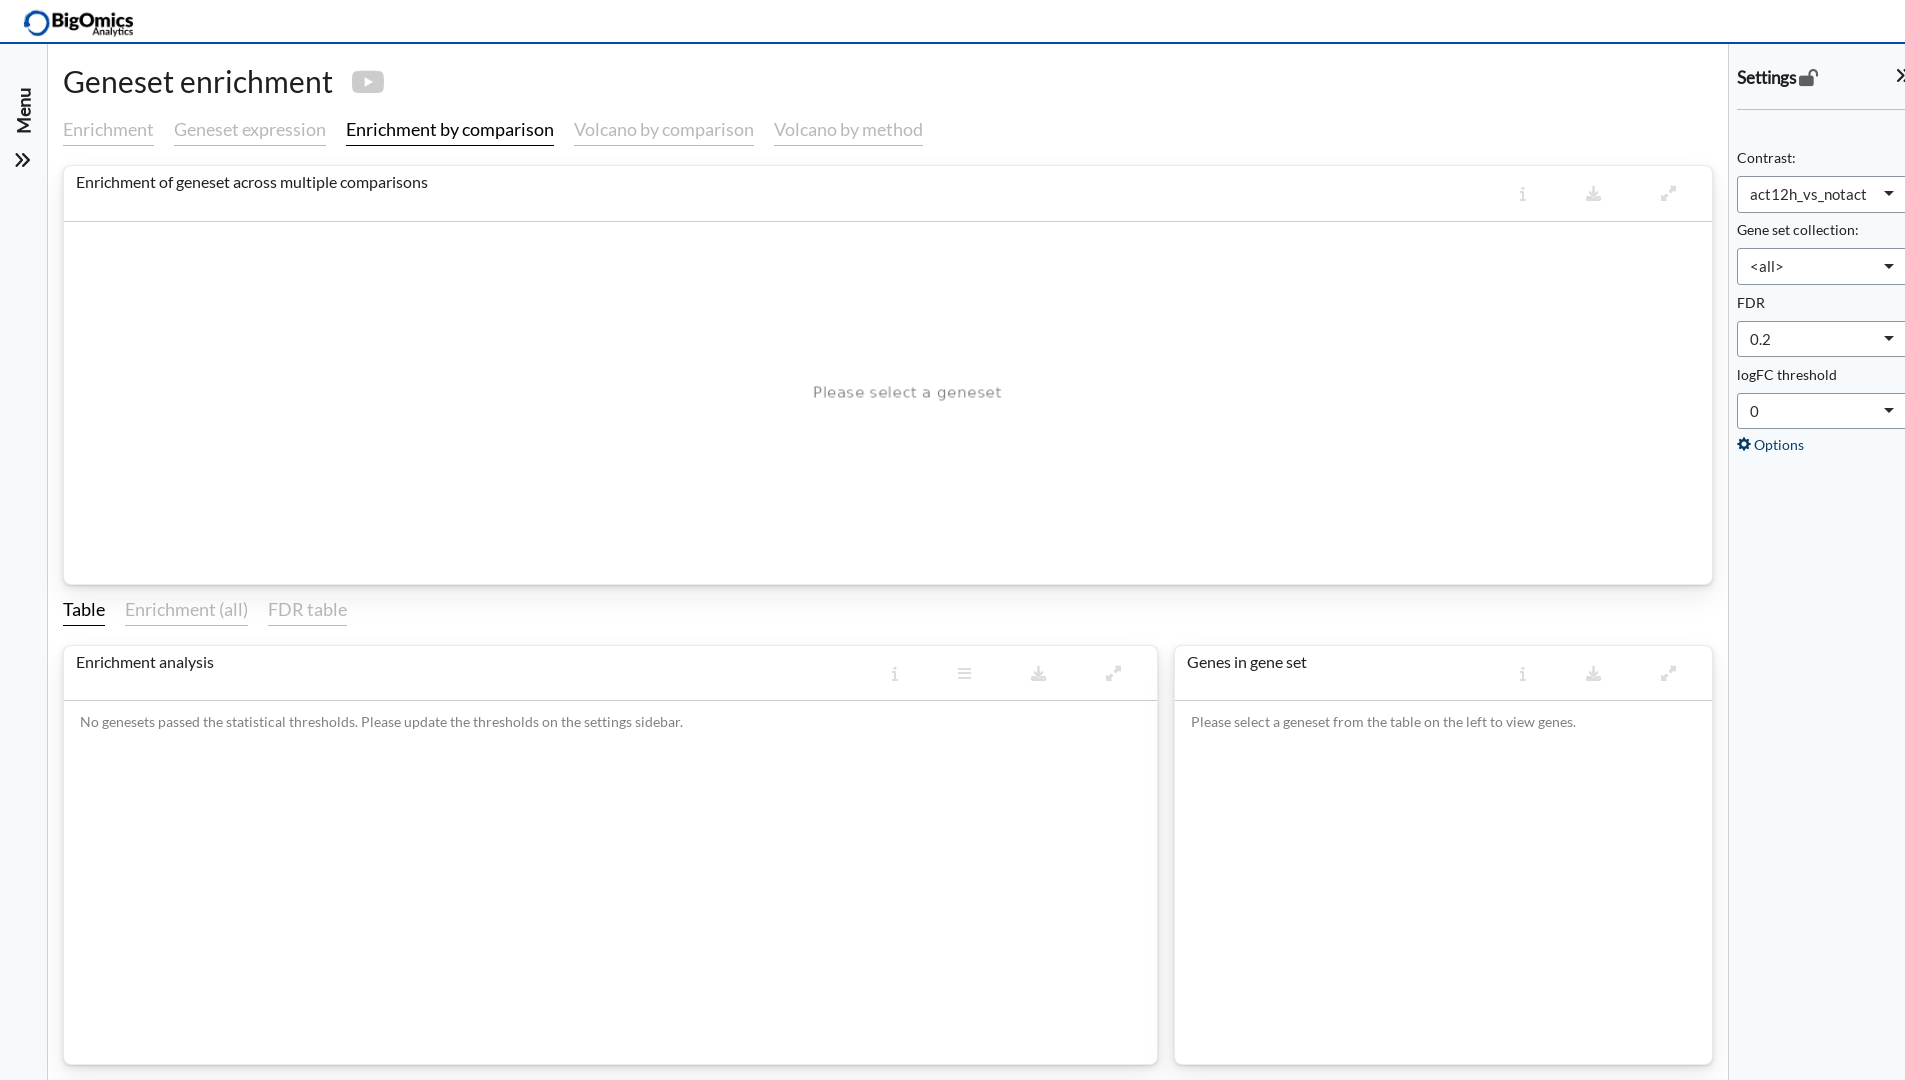 BigOmics
Analytics
Menu
Geneset enrichment
Enrichment Geneset expression Enrichment by comparison Volcano by comparison Volcano by method
Enrichment of geneset across multiple comparisons
Please select a geneset
Table Enrichment (all) FDR table
Enrichment analysis
No genesets passed the statistical thresholds. Please update the thresholds on the settings sidebar.
Genes in gene set
Please select a geneset from the table on the left to view genes.
Settings
Contrast:
act12h_vs_notact
Gene set collection:
<all>
FDR
0.2
logFC threshold
0
Options